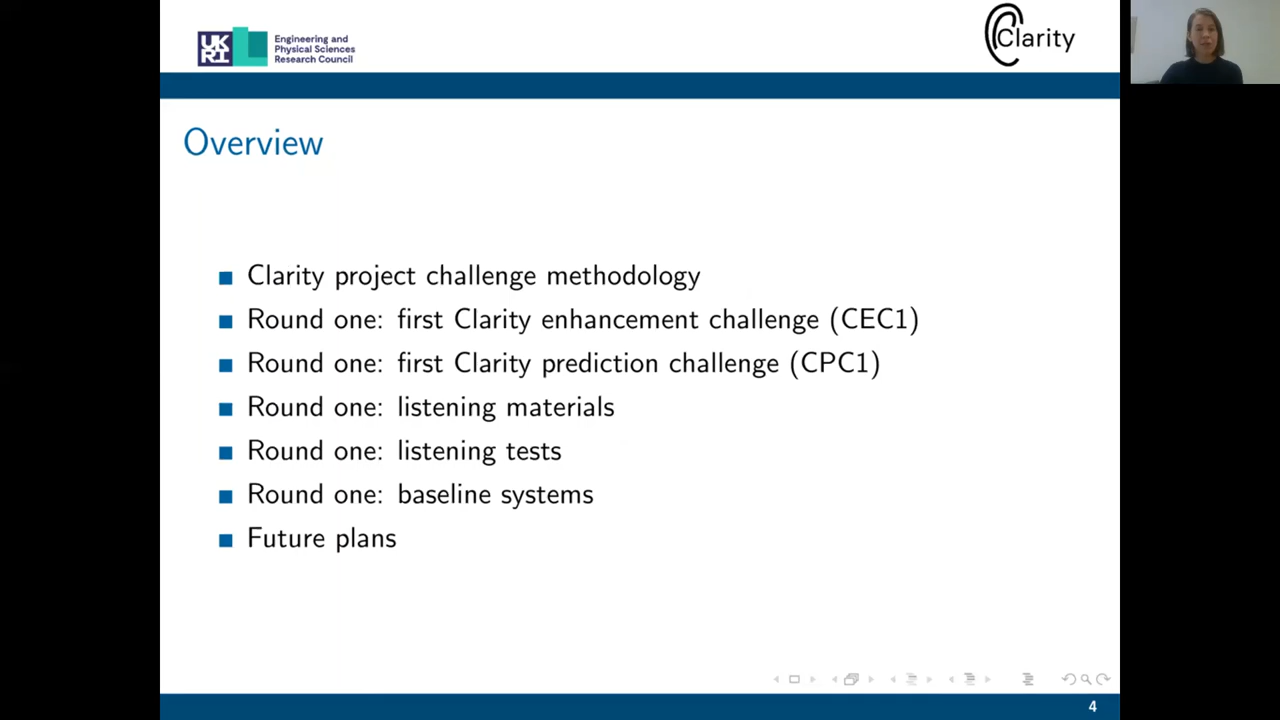 UK
RI
Engineering and
Physical Sciences
Research Council
Clarity
Overview
Clarity project challenge methodology
Round one: first Clarity enhancement challenge (CEC1)
Round one: first Clarity prediction challenge (CPC1)
Round one: listening materials
Round one: listening tests
Round one: baseline systems
Future plans
4